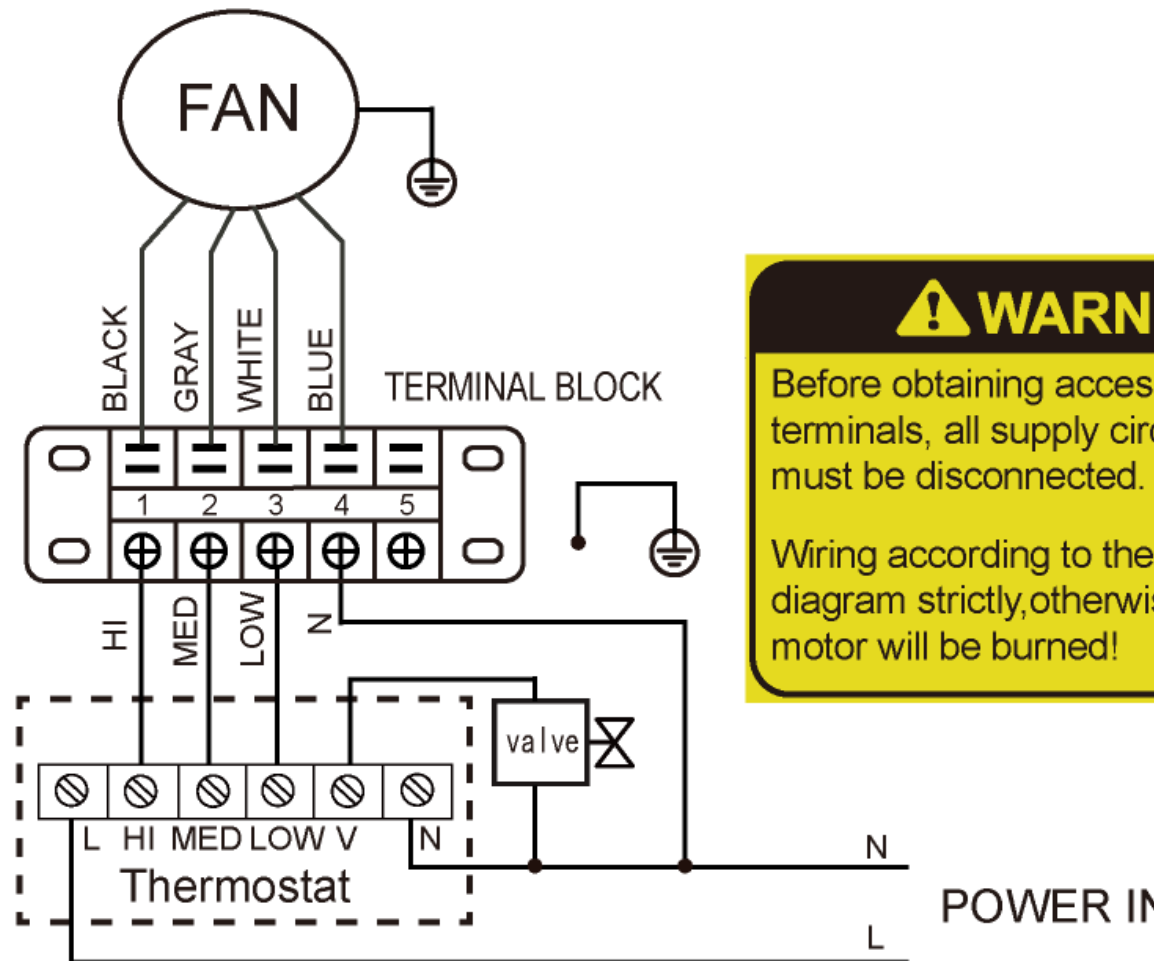 FAN
BLACK
GRAY
WHITE
BLUE
TERMINAL BLOCK
1 2 3 4 5
HI
MED
LOW
N
valve
L HI MED LOW V N
Thermostat
N
L
POWER IN
WARN
Before obtaining acces
terminals, all supply circ
must be disconnected.
Wiring according to the
diagram strictly,otherwis
motor will be burned!